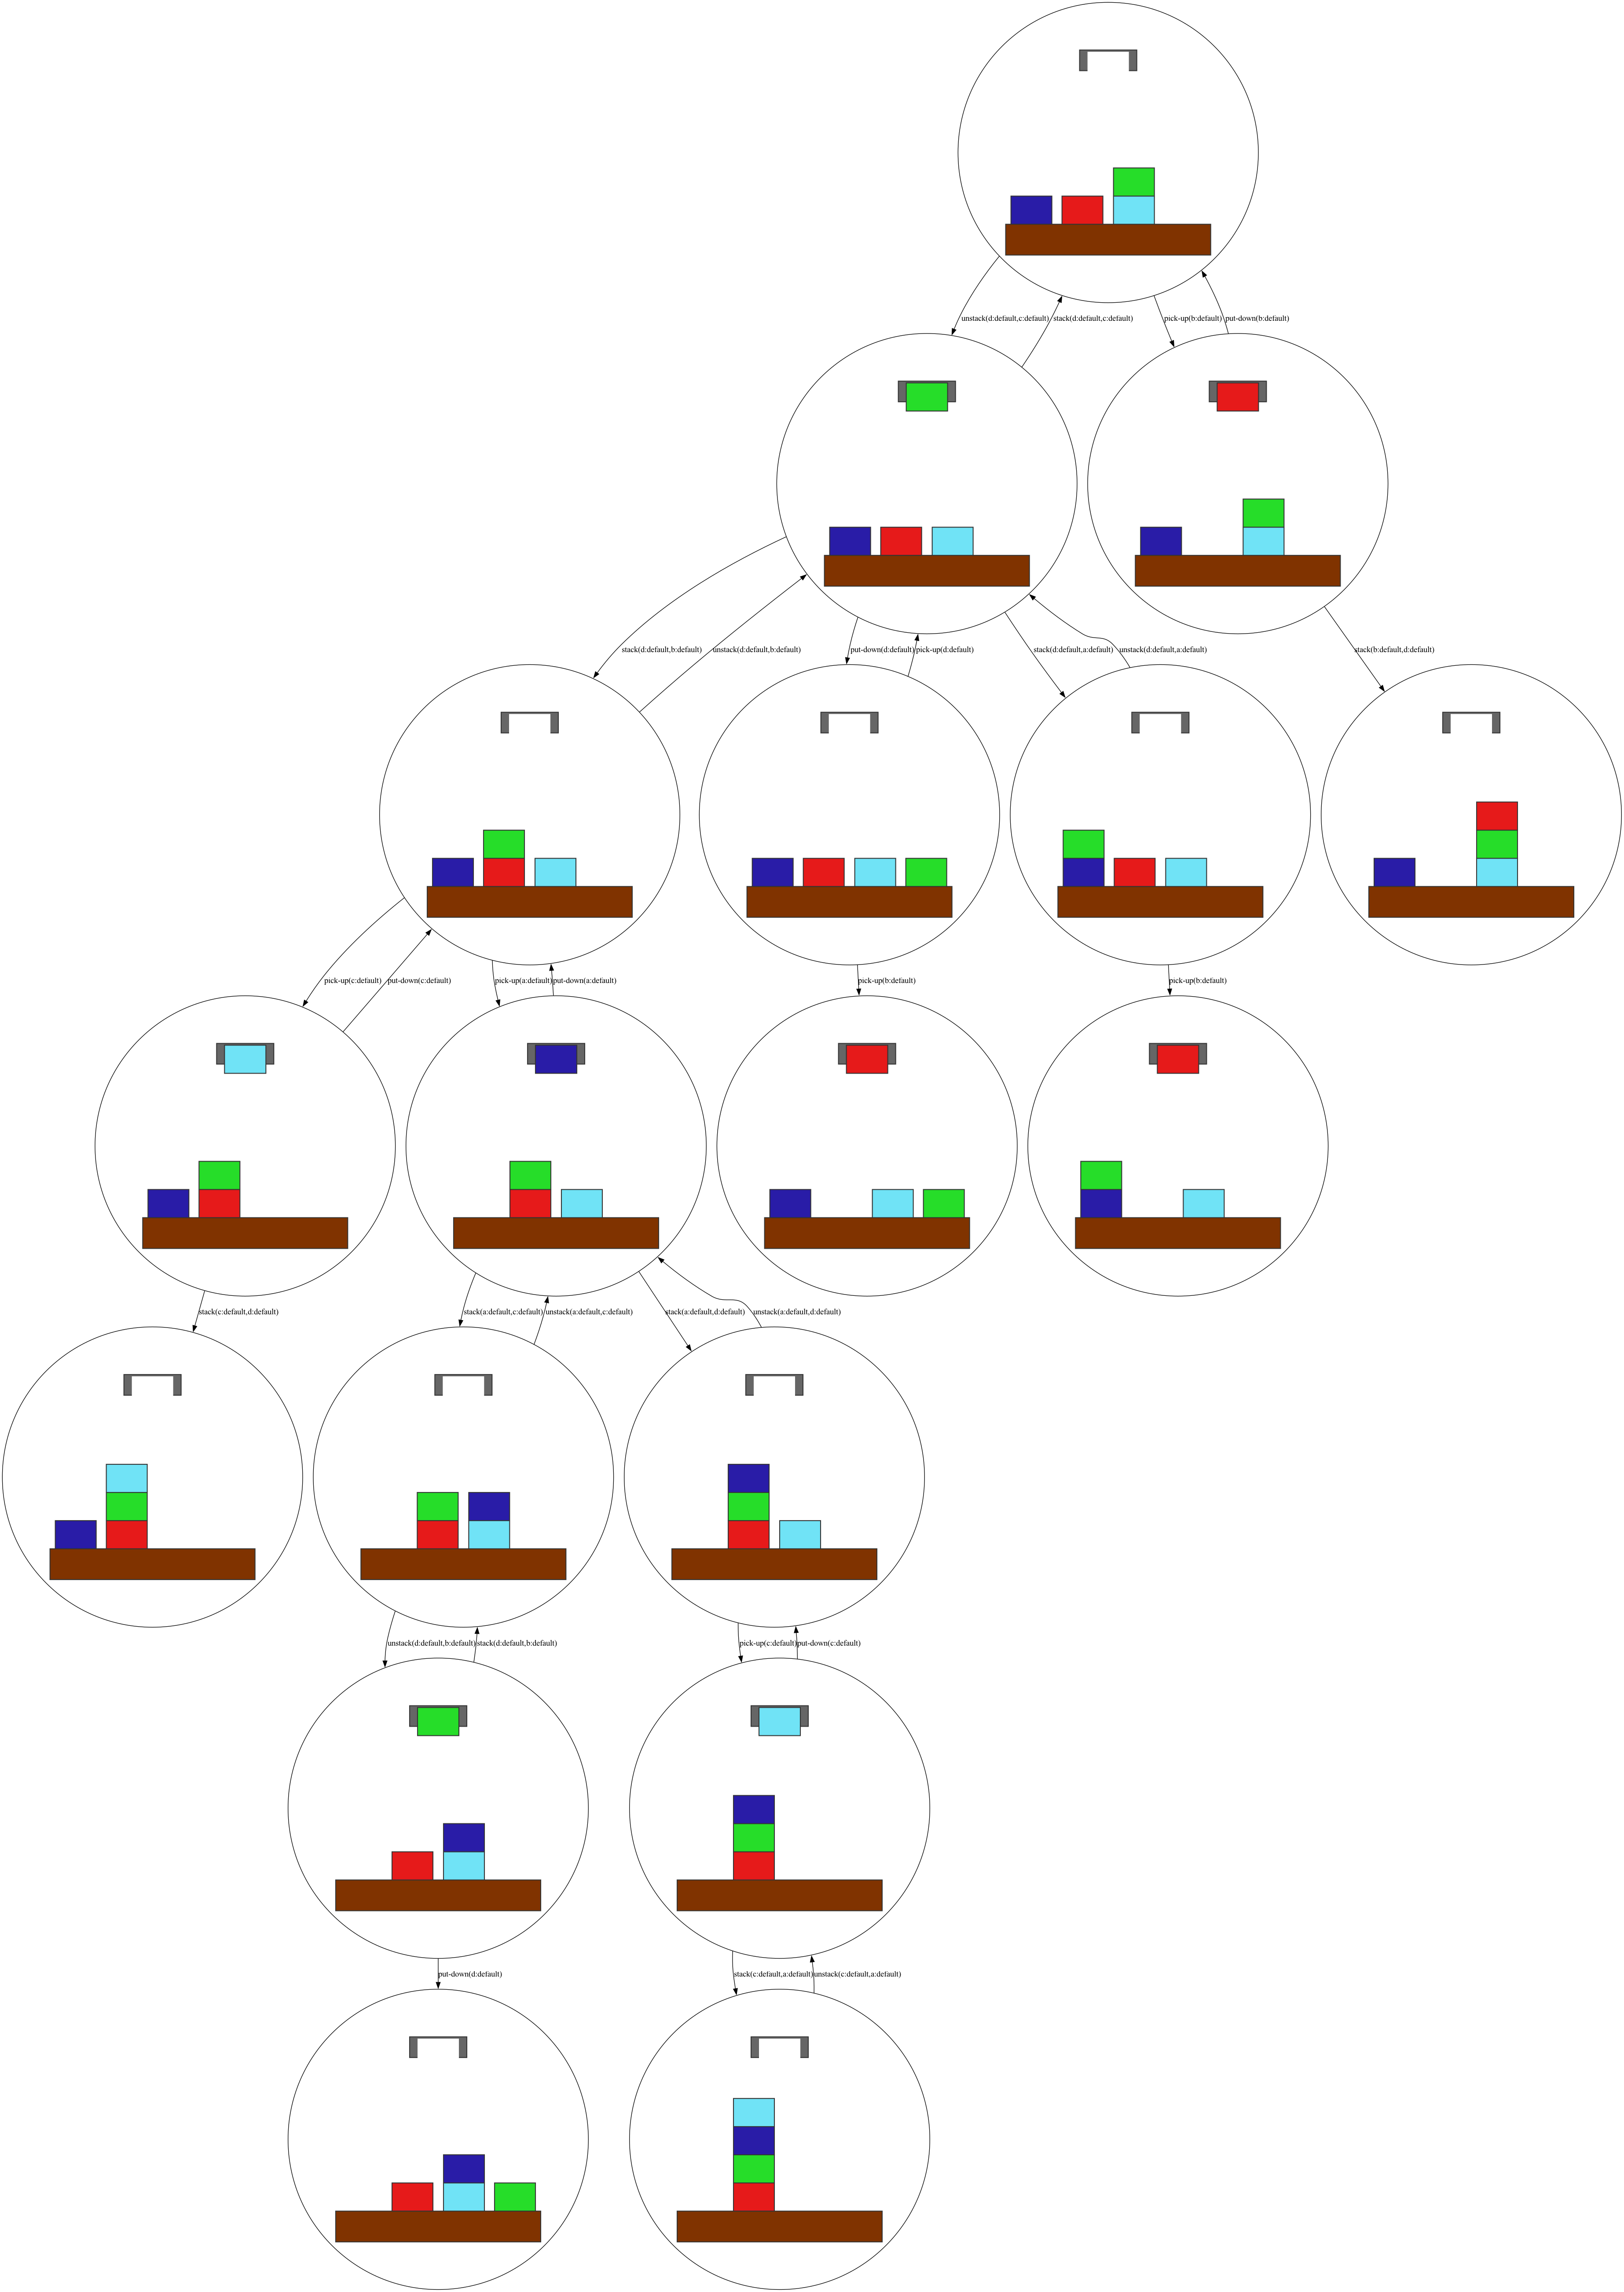 unstack(d:default,c:default)
stack(d:default,c:default)
pick-up(b:default)
put-down(b:default)
stack(d:default,b:default)
unstack(d:default,b:default)
put-down(d:default)
pick-up(d:default)
stack(d:default,a:default)
unstack(d:default,a:default)
stack(b:default,d:default)
pick-up(c:default)
put-down(c:default)
pick-up(a:default)
put-down(a:default)
pick-up(b:default)
pick-up(b:default)
stack(c:default,d:default)
stack(a:default,c:default)
unstack(a:default,c:default)
stack(a:default,d:default)
unstack(a:default,d:default)
unstack(d:default,b:default)
stack(d:default,b:default)
pick-up(c:default)
put-down(c:default)
put-down(d:default)
stack(c:default,a:default)
unstack(c:default,a:default)